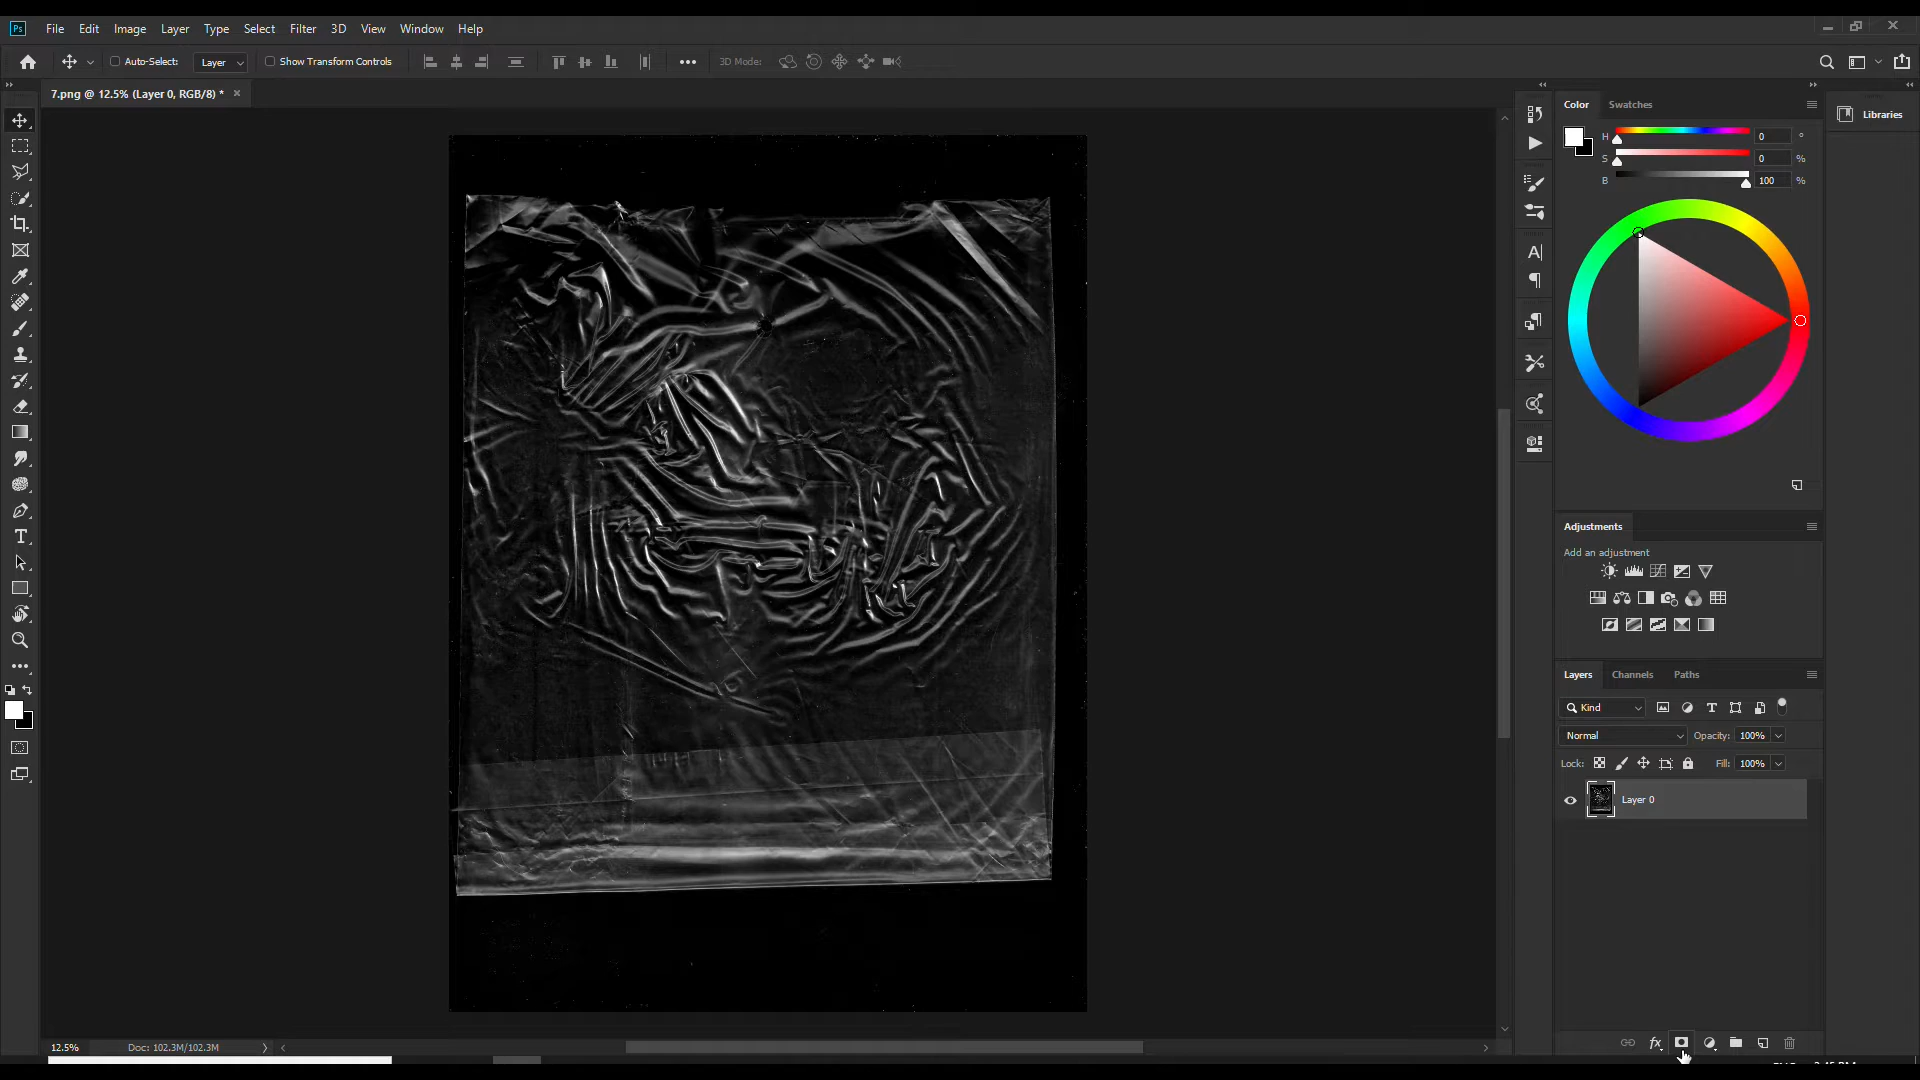 Ps File Edit Image Layer Type Select Filter 3D View Window Help
Auto-Select: Layer Show Transform Controls 3D Mode:
7.png @ 12.5% (Layer 0, RGB/8) *
Color Swatches
Libraries
H 0 °
S 0 %
B 100 %
Adjustments
Add an adjustment
Layers Channels Paths
Kind
Normal Opacity: 100%
Lock: Fill: 100%
Layer 0
12.5% Doc: 102.3M/102.3M
fx